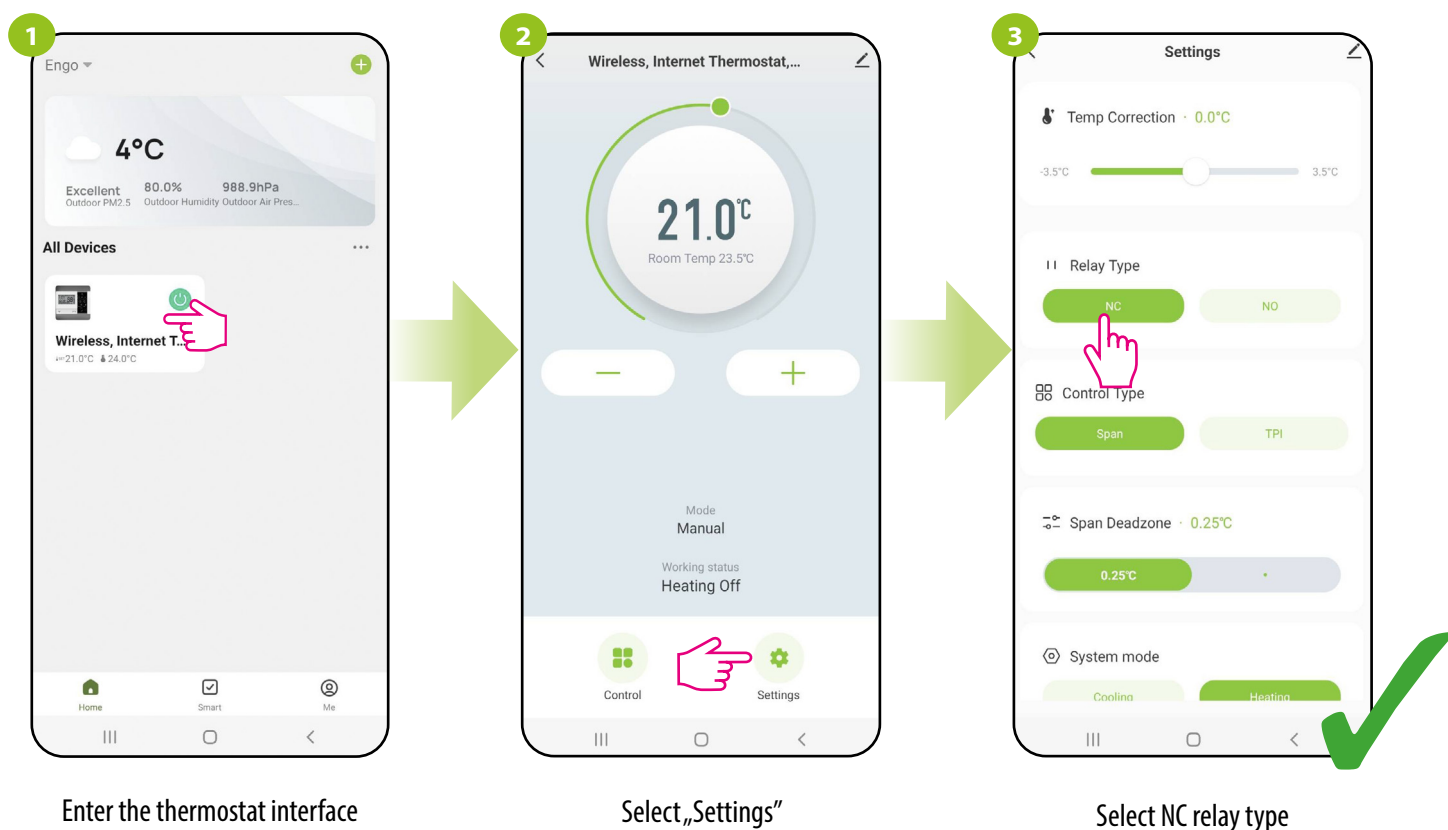 1
Engo
4°C
Excellent
Outdoor PM2.5
80.0%
Outdoor Humidity
988.9hPa
Outdoor Air Pres...
All Devices
Wireless, Internet T...
21.0°C 24.0°C
Home
Smart
Me
Enter the thermostat interface
2
Wireless, Internet Thermostat,...
21.0°C
Room Temp 23.5°C
Mode
Manual
Working status
Heating Off
Control
Settings
Select „Settings”
3
Settings
Temp Correction · 0.0°C
-3.5°C
3.5°C
Relay Type
NC
NO
Control Type
Span
TPI
Span Deadzone · 0.25°C
0.25°C
System mode
Cooling
Heating
Select NC relay type